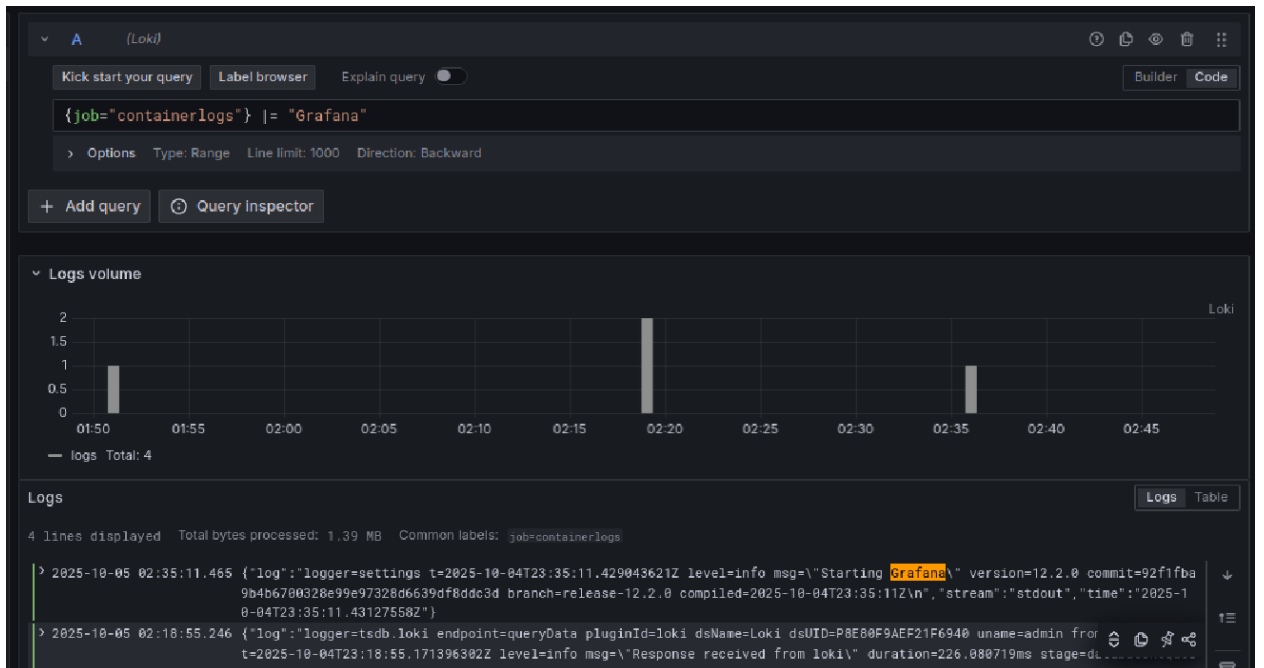 A (Loki)
Kick start your query Label browser Explain query Builder Code
{job="containerlogs"} |= "Grafana"
Options Type: Range Line limit: 1000 Direction: Backward
+ Add query Query inspector
Logs volume
Loki
2
1.5
1
0.5
0
01:50 01:55 02:00 02:05 02:10 02:15 02:20 02:25 02:30 02:35 02:40 02:45
logs Total: 4
Logs Logs Table
4 lines displayed Total bytes processed: 1.39 MB Common labels: job=containerlogs
2025-10-05 02:35:11.465 {"log":"logger=settings t=2025-10-04T23:35:11.429043621Z level=info msg=\"Starting Grafana\" version=12.2.0 commit=92f1fba
9b4b6700328e99e97328d6639df8ddc3d branch=release-12.2.0 compiled=2025-10-04T23:35:11Z\n","stream":"stdout","time":"2025-1
0-04T23:35:11.43127558Z"}
2025-10-05 02:18:55.246 {"log":"logger=tsdb.loki endpoint=queryData pluginId=loki dsName=Loki dsUID=P8E80F9AEF21F6940 uname=admin fro
t=2025-10-04T23:18:55.171396302Z level=info msg=\"Response received from loki\" duration=226.080719ms